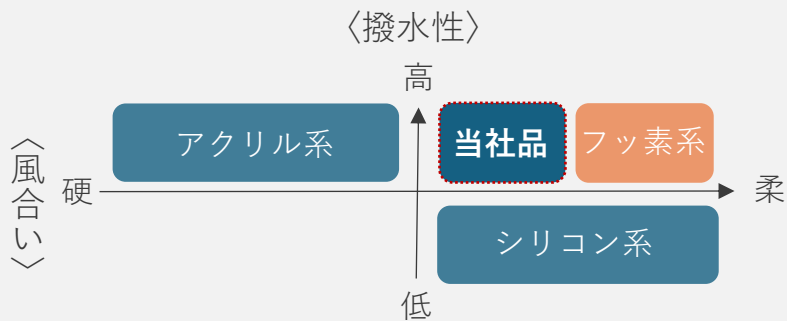 〈撥水性〉
高
アクリル系
当社品
フッ素系
〈風合い〉
硬
柔
シリコン系
低